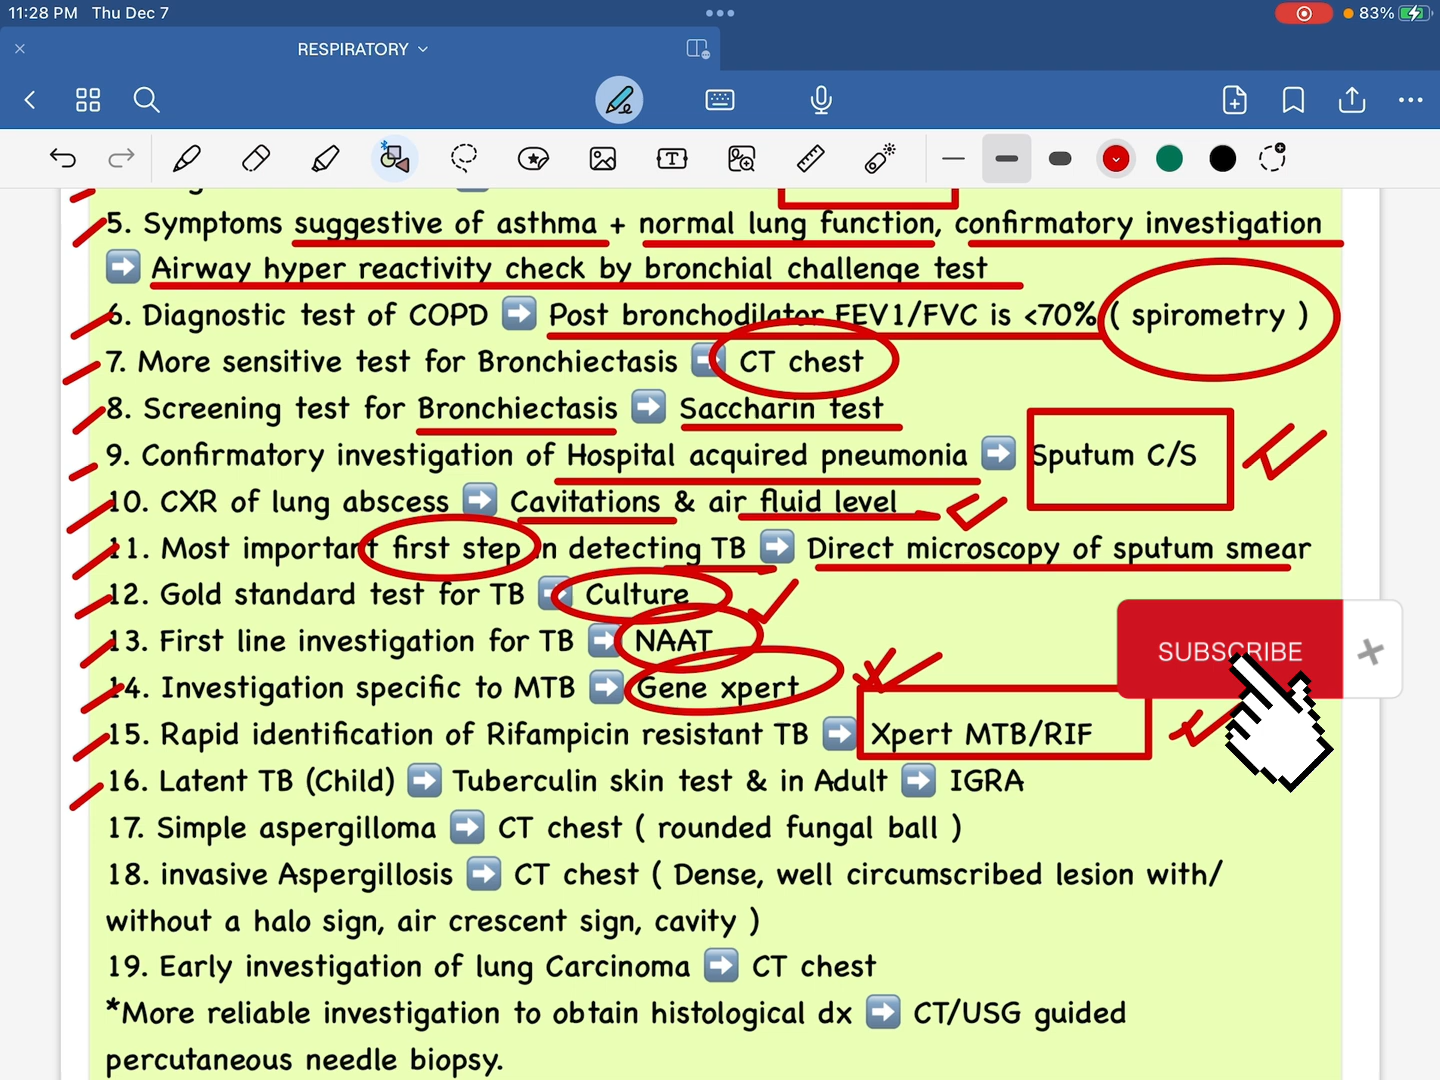 11:28 PM Thu Dec 7
83%
RESPIRATORY
5. Symptoms suggestive of asthma + normal lung function, confirmatory investigation
➡ Airway hyper reactivity check by bronchial challenge test
6. Diagnostic test of COPD ➡ Post bronchodilator FEV1/FVC is <70% ( spirometry )
7. More sensitive test for Bronchiectasis ➡ CT chest
8. Screening test for Bronchiectasis ➡ Saccharin test
9. Confirmatory investigation of Hospital acquired pneumonia ➡ Sputum C/S
10. CXR of lung abscess ➡ Cavitations & air fluid level
11. Most important first step in detecting TB ➡ Direct microscopy of sputum smear
12. Gold standard test for TB ➡ Culture
13. First line investigation for TB ➡ NAAT
14. Investigation specific to MTB ➡ Gene xpert
SUBSCRIBE
15. Rapid identification of Rifampicin resistant TB ➡ Xpert MTB/RIF
16. Latent TB (Child) ➡ Tuberculin skin test & in Adult ➡ IGRA
17. Simple aspergilloma ➡ CT chest ( rounded fungal ball )
18. invasive Aspergillosis ➡ CT chest ( Dense, well circumscribed lesion with/
without a halo sign, air crescent sign, cavity )
19. Early investigation of lung Carcinoma ➡ CT chest
*More reliable investigation to obtain histological dx ➡ CT/USG guided
percutaneous needle biopsy.